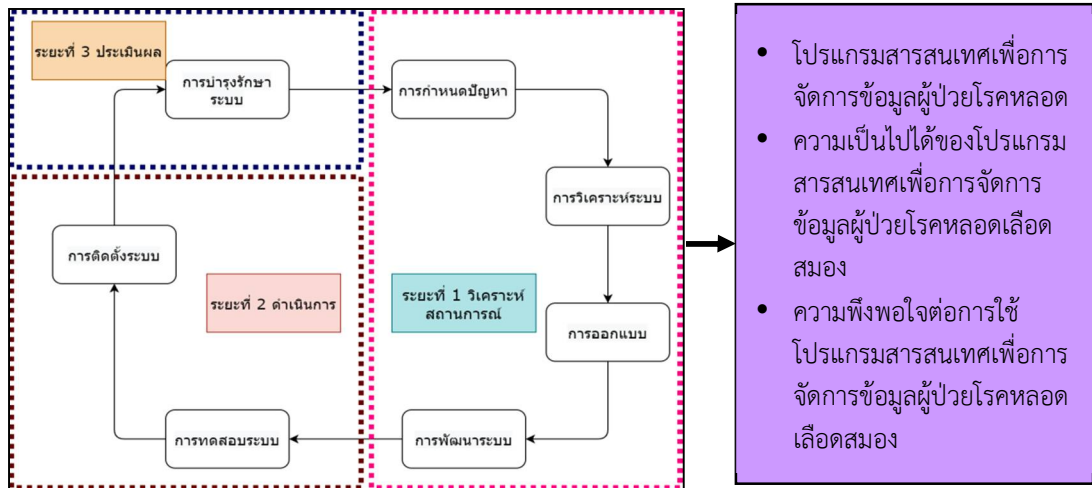 ระยะที่ 3 ประเมินผล
การบำรุงรักษา
ระบบ
การกำหนดปัญหา
การวิเคราะห์ระบบ
การติดตั้งระบบ
ระยะที่ 2 ดำเนินการ
ระยะที่ 1 วิเคราะห์
สถานการณ์
การออกแบบ
การทดสอบระบบ
การพัฒนาระบบ
• โปรแกรมสารสนเทศเพื่อการ
จัดการข้อมูลผู้ป่วยโรคหลอด
• ความเป็นไปได้ของโปรแกรม
สารสนเทศเพื่อการจัดการ
ข้อมูลผู้ป่วยโรคหลอดเลือด
สมอง
• ความพึงพอใจต่อการใช้
โปรแกรมสารสนเทศเพื่อการ
จัดการข้อมูลผู้ป่วยโรคหลอด
เลือดสมอง